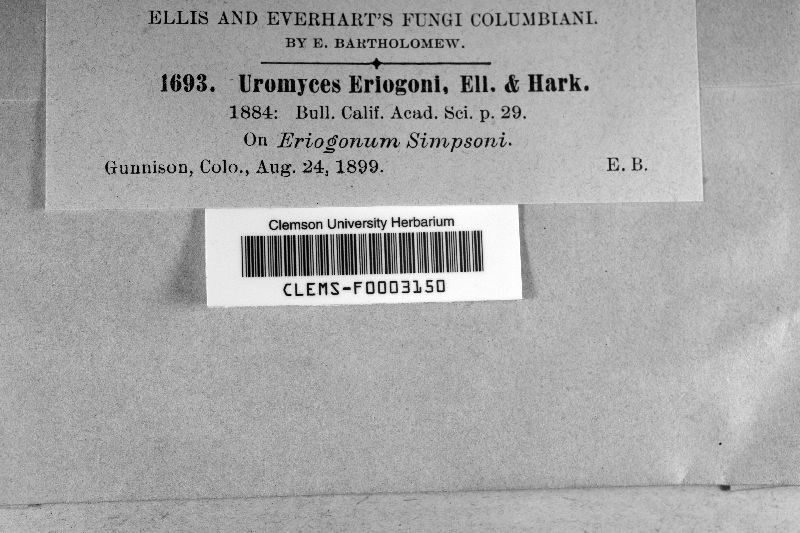 ELLIS AND EVERHART'S FUNGI COLUMBIANI.
BY E. BARTHOLOMEW.
1693. Uromyces Eriogoni, Ell. & Hark.
1884: Bull. Calif. Acad. Sci. p. 29.
On Eriogonum Simpsoni.
Gunnison, Colo., Aug. 24, 1899. E. B.
Clemson University Herbarium
CLEMS-F0003150